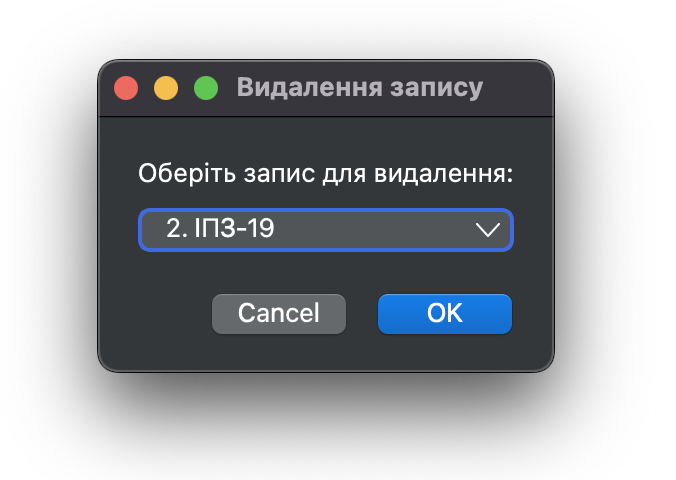 Видалення запису
Оберіть запис для видалення:
2. ІПЗ-19
Cancel
OK